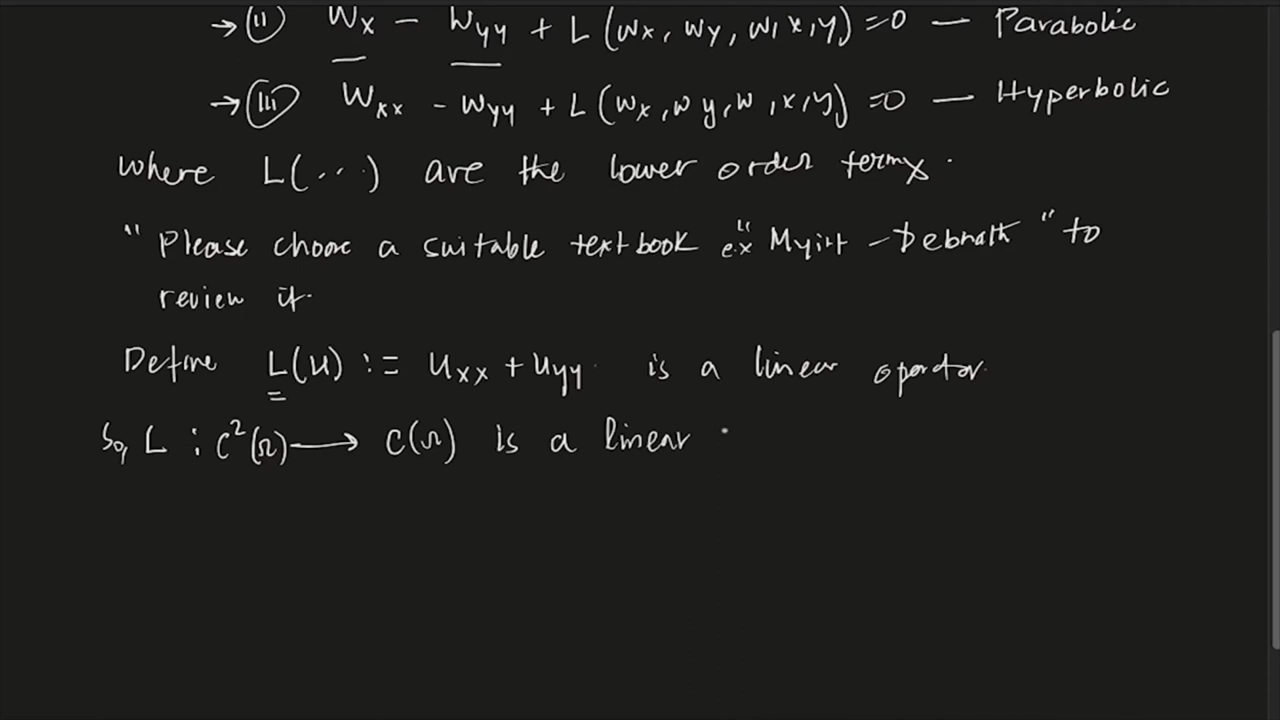 → (ii) Wx - Wyy + L (wx, wy, w, x, y) = 0 — Parabolic
→ (iii) Wxx - Wyy + L (wx, wy, w, x, y) = 0 — Hyperbolic
where L(...) are the lower order terms.
"Please choose a suitable textbook ex "Myint - Debnath" to
review it.
Define L(u) := uxx + uyy is a linear operator.
So, L : C²(Ω) ⟶ C(Ω) is a linear